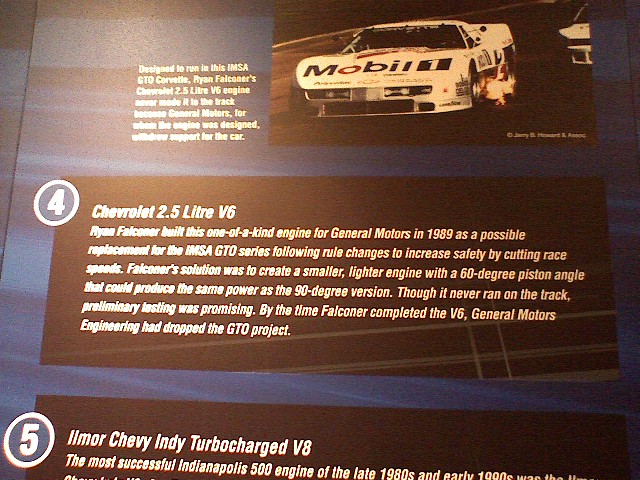 Mobil 1
Designed to run in this IMSA
GTO Corvette, Ryan Falconer's
Chevrolet 2.5 Litre V6 engine
never made it to the track
because General Motors, for
whom the engine was designed,
withdrew support for the car.
© Jerry B. Howard & Assoc.
4
Chevrolet 2.5 Litre V6
Ryan Falconer built this one-of-a-kind engine for General Motors in 1989 as a possible
replacement for the IMSA GTO series following rule changes to increase safety by cutting race
speeds. Falconer's solution was to create a smaller, lighter engine with a 60-degree piston angle
that could produce the same power as the 90-degree version. Though it never ran on the track,
preliminary testing was promising. By the time Falconer completed the V6, General Motors
Engineering had dropped the GTO project.
5
Ilmor Chevy Indy Turbocharged V8
The most successful Indianapolis 500 engine of the late 1980s and early 1990s was the Ilmor